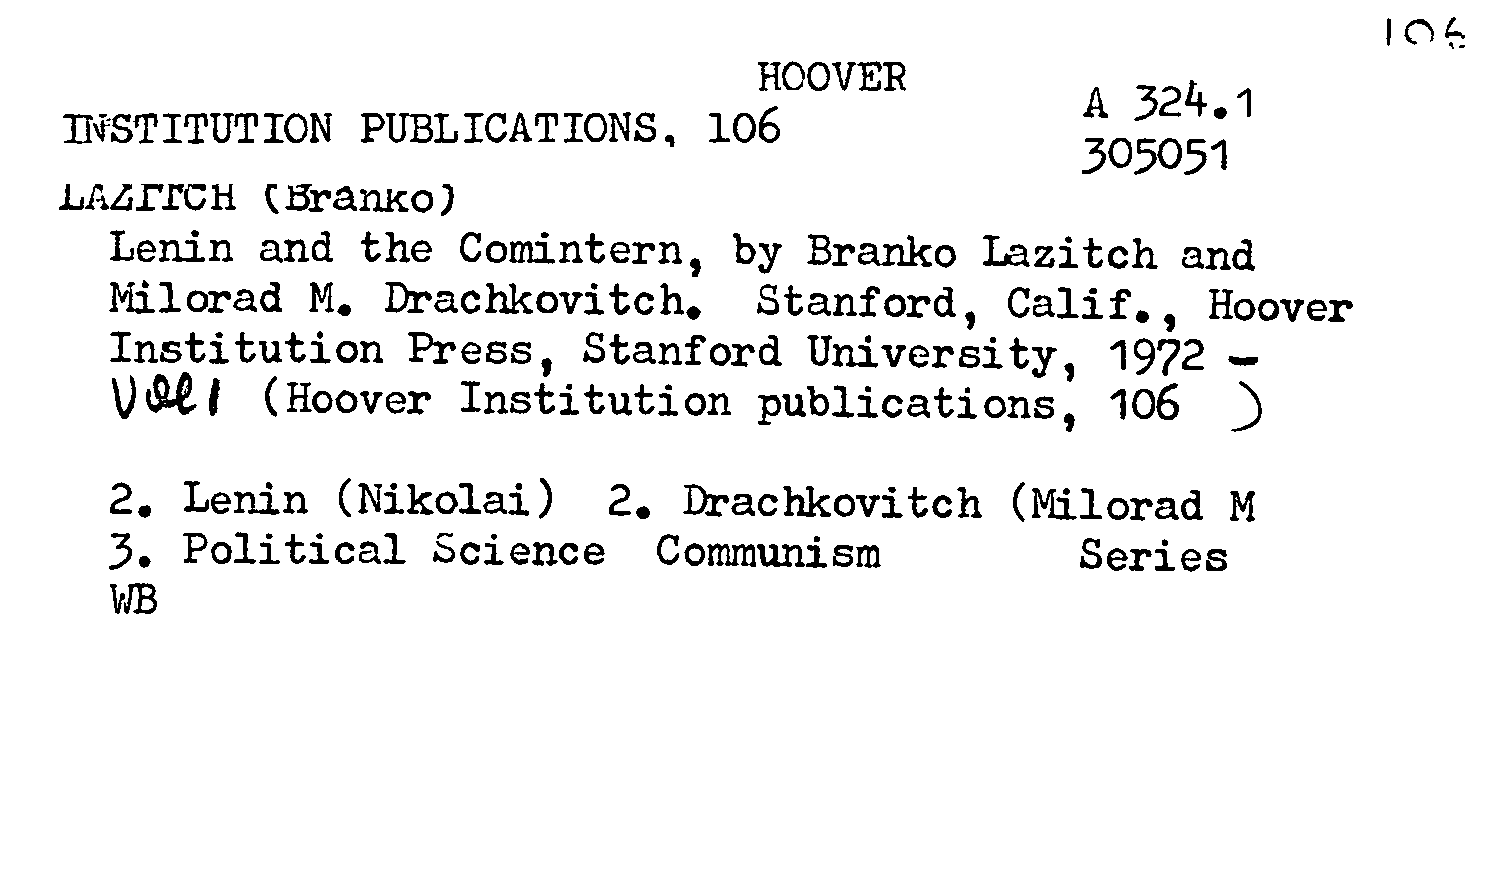 106
HOOVER
INSTITUTION PUBLICATIONS, 106
A 324.1
305051
LAZITCH (Branko)
Lenin and the Comintern, by Branko Lazitch and
Milorad M. Drachkovitch. Stanford, Calif., Hoover
Institution Press, Stanford University, 1972 -
Vol 1 (Hoover Institution publications, 106 )
2. Lenin (Nikolai) 2. Drachkovitch (Milorad M
3. Political Science Communism Series
WB